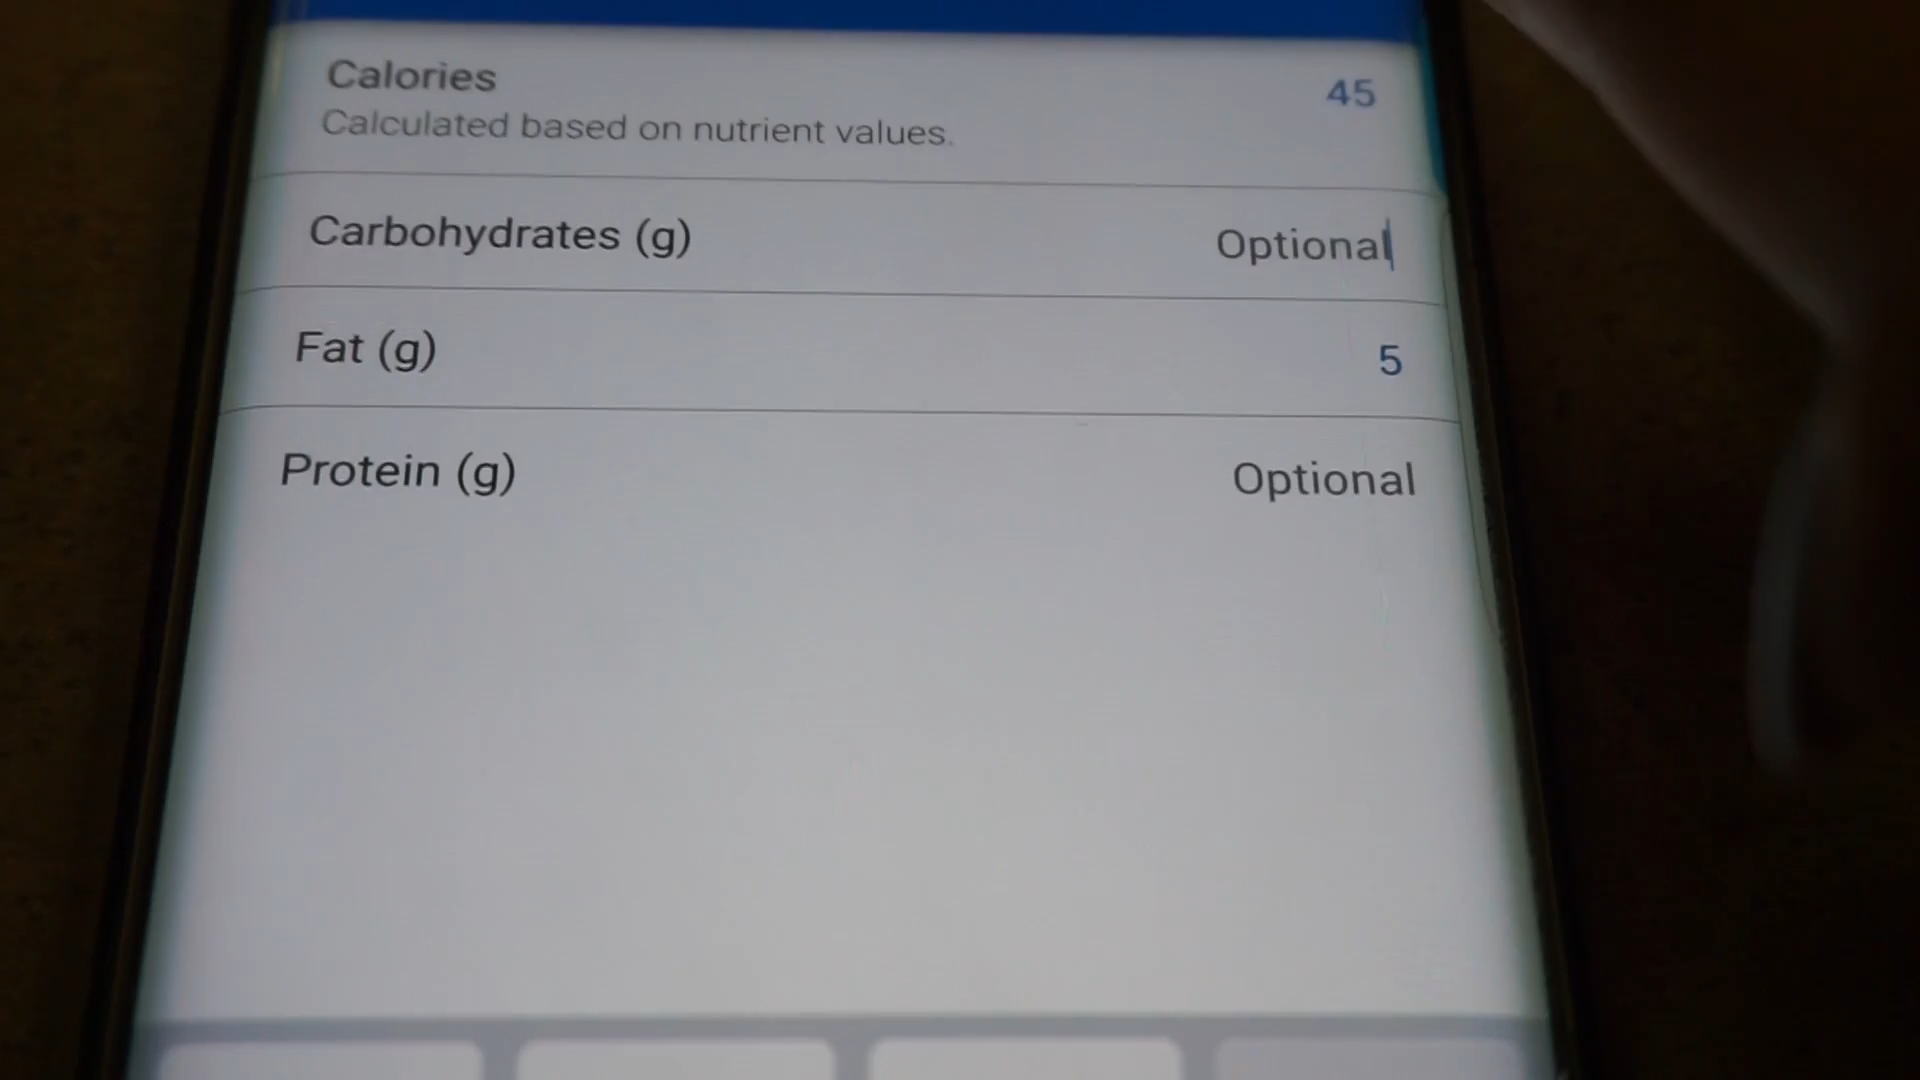 Calories
45
Calculated based on nutrient values.
Carbohydrates (g)
Optional
Fat (g)
5
Protein (g)
Optional